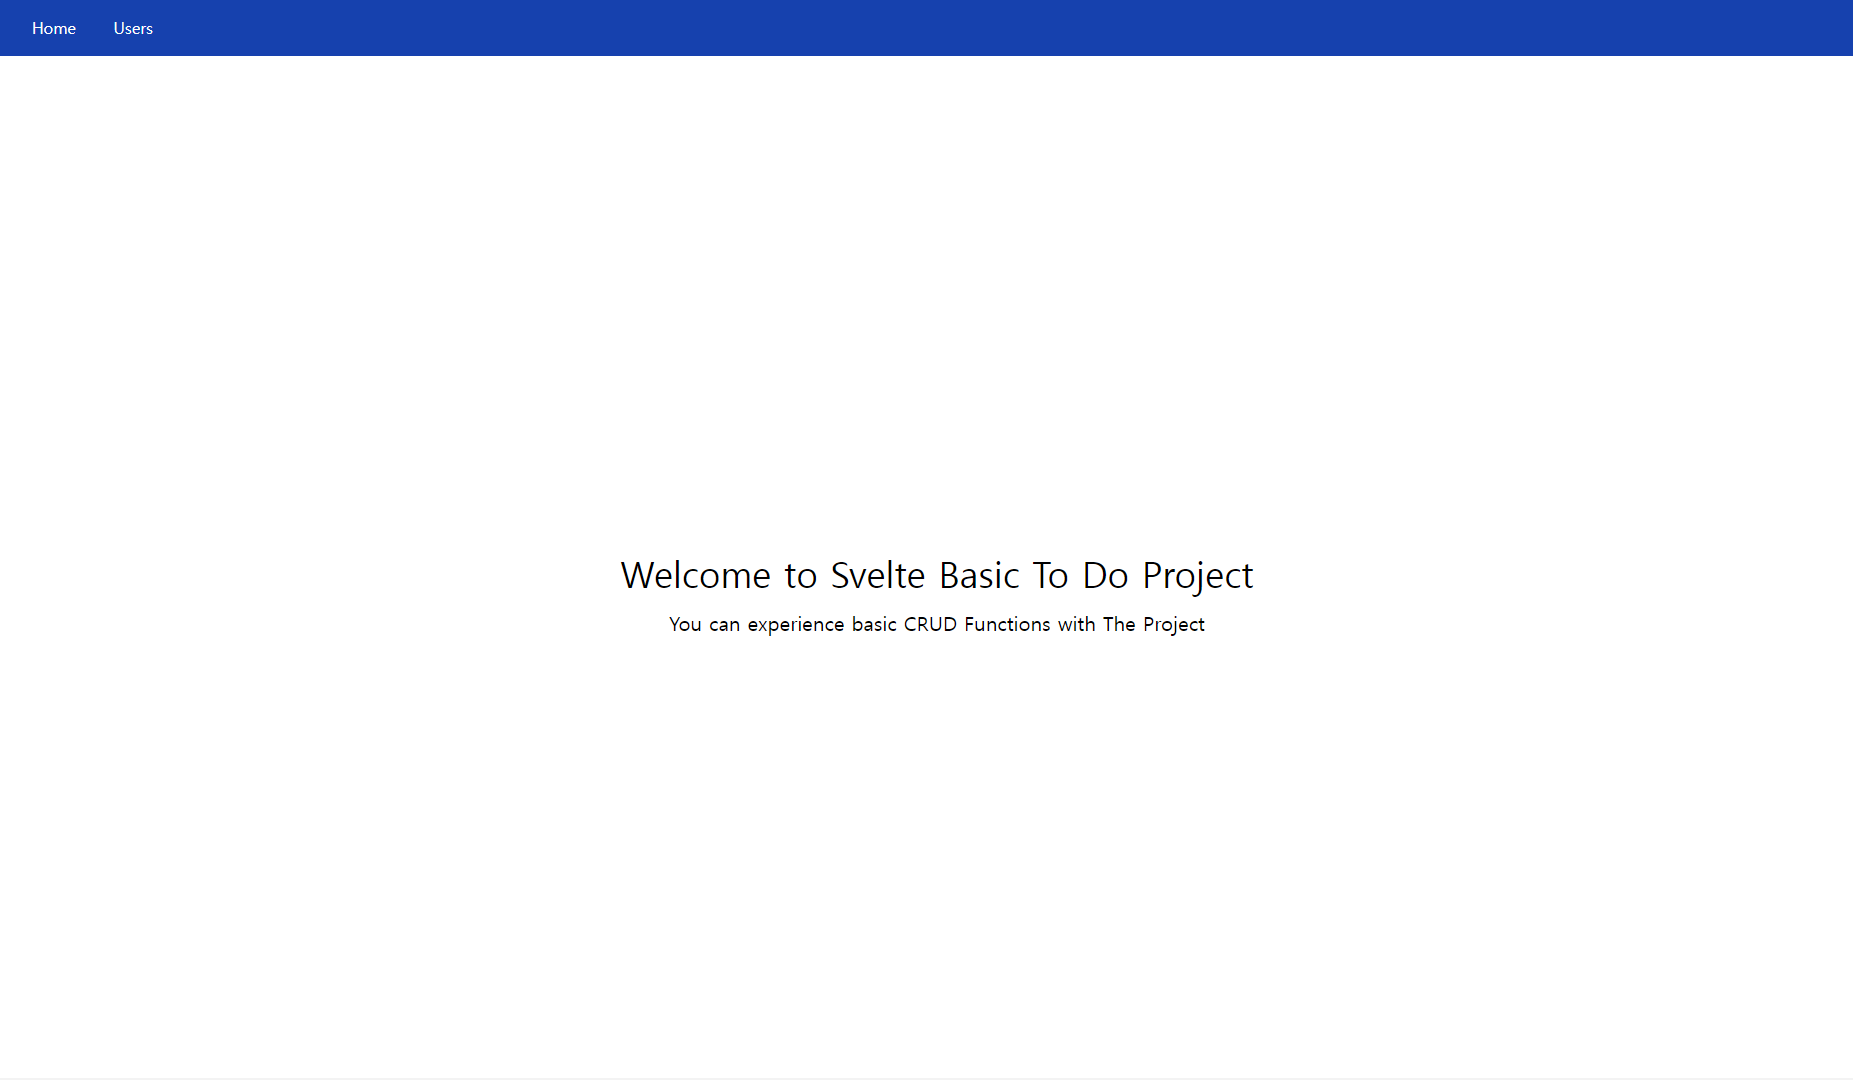 Home Users
Welcome to Svelte Basic To Do Project
You can experience basic CRUD Functions with The Project